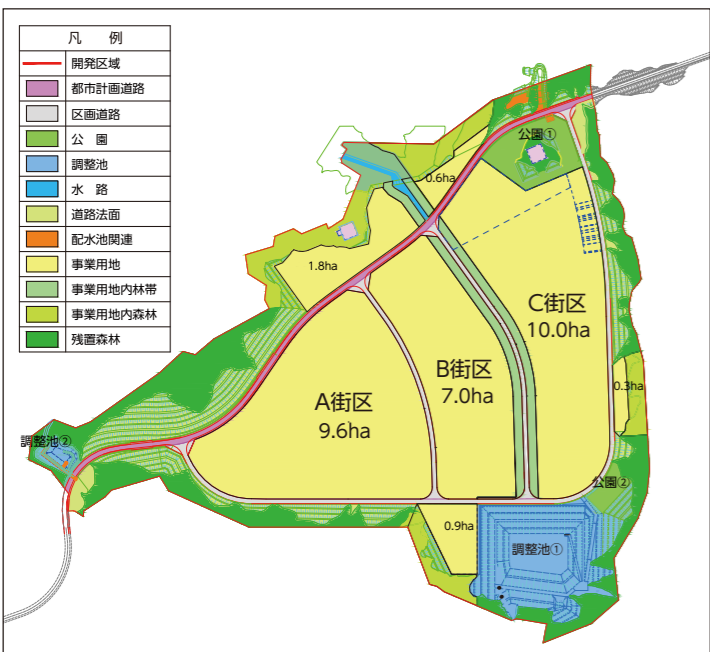 凡 例
開発区域
都市計画道路
区画道路
公 園
調整池
水 路
道路法面
配水池関連
事業用地
事業用地内林帯
事業用地内森林
残置森林
公園①
0.6ha
1.8ha
C街区
10.0ha
B街区
7.0ha
0.3ha
A街区
9.6ha
調整池②
公園②
0.9ha
調整池①